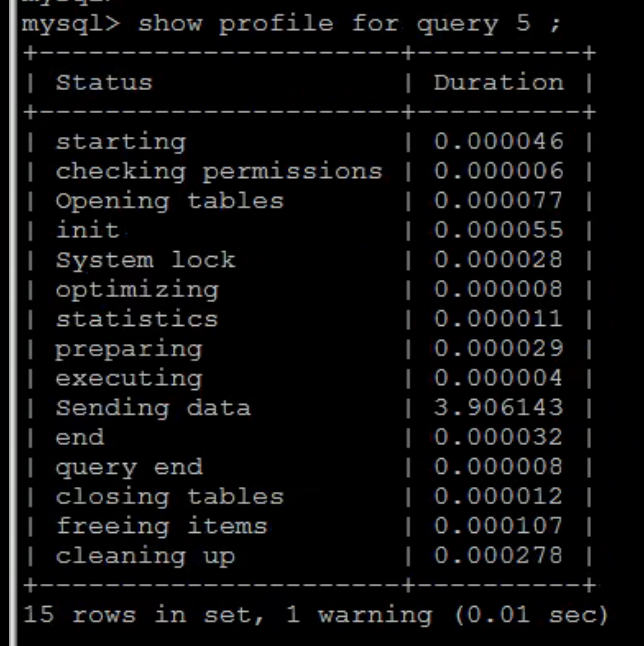 mysql> show profile for query 5 ;
+----------------------+----------+
| Status               | Duration |
+----------------------+----------+
| starting             | 0.000046 |
| checking permissions | 0.000006 |
| Opening tables       | 0.000077 |
| init                 | 0.000055 |
| System lock          | 0.000028 |
| optimizing           | 0.000008 |
| statistics           | 0.000011 |
| preparing            | 0.000029 |
| executing            | 0.000004 |
| Sending data         | 3.906143 |
| end                  | 0.000032 |
| query end            | 0.000008 |
| closing tables       | 0.000012 |
| freeing items        | 0.000107 |
| cleaning up          | 0.000278 |
+----------------------+----------+
15 rows in set, 1 warning (0.01 sec)